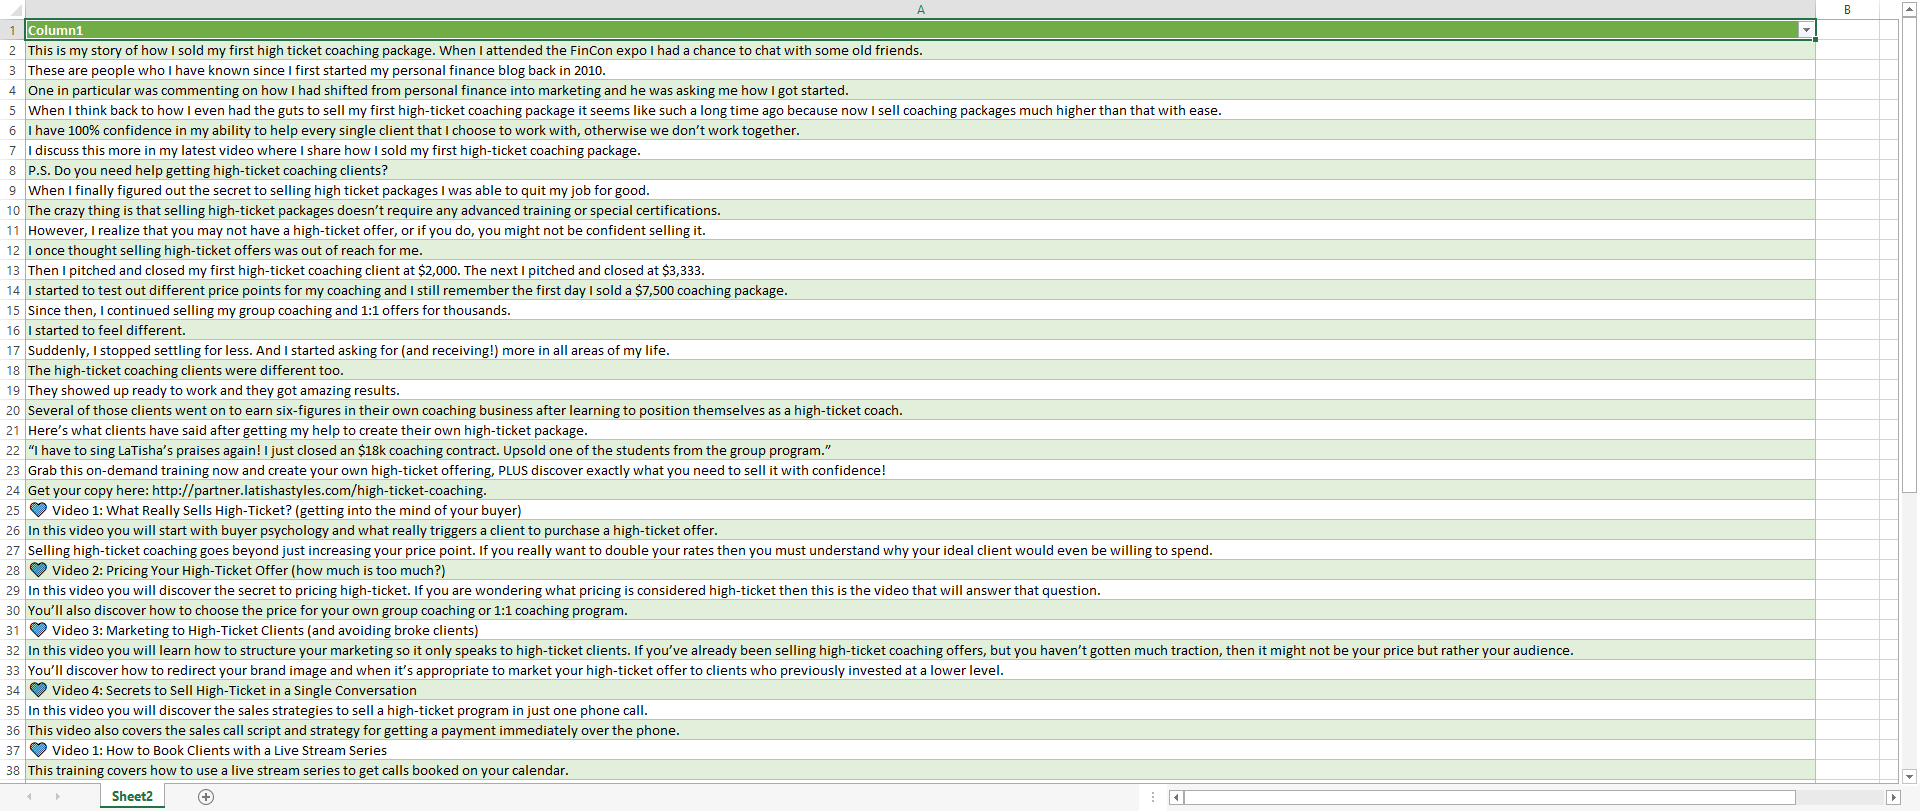 A B
1 Column1
2 This is my story of how I sold my first high ticket coaching package. When I attended the FinCon expo I had a chance to chat with some old friends.
3 These are people who I have known since I first started my personal finance blog back in 2010.
4 One in particular was commenting on how I had shifted from personal finance into marketing and he was asking me how I got started.
5 When I think back to how I even had the guts to sell my first high-ticket coaching package it seems like such a long time ago because now I sell coaching packages much higher than that with ease.
6 I have 100% confidence in my ability to help every single client that I choose to work with, otherwise we don’t work together.
7 I discuss this more in my latest video where I share how I sold my first high-ticket coaching package.
8 P.S. Do you need help getting high-ticket coaching clients?
9 When I finally figured out the secret to selling high ticket packages I was able to quit my job for good.
10 The crazy thing is that selling high-ticket packages doesn’t require any advanced training or special certifications.
11 However, I realize that you may not have a high-ticket offer, or if you do, you might not be confident selling it.
12 I once thought selling high-ticket offers was out of reach for me.
13 Then I pitched and closed my first high-ticket coaching client at $2,000. The next I pitched and closed at $3,333.
14 I started to test out different price points for my coaching and I still remember the first day I sold a $7,500 coaching package.
15 Since then, I continued selling my group coaching and 1:1 offers for thousands.
16 I started to feel different.
17 Suddenly, I stopped settling for less. And I started asking for (and receiving!) more in all areas of my life.
18 The high-ticket coaching clients were different too.
19 They showed up ready to work and they got amazing results.
20 Several of those clients went on to earn six-figures in their own coaching business after learning to position themselves as a high-ticket coach.
21 Here’s what clients have said after getting my help to create their own high-ticket package.
22 “I have to sing LaTisha’s praises again! I just closed an $18k coaching contract. Upsold one of the students from the group program.”
23 Grab this on-demand training now and create your own high-ticket offering, PLUS discover exactly what you need to sell it with confidence!
24 Get your copy here: http://partner.latishastyles.com/high-ticket-coaching.
25 💙 Video 1: What Really Sells High-Ticket? (getting into the mind of your buyer)
26 In this video you will start with buyer psychology and what really triggers a client to purchase a high-ticket offer.
27 Selling high-ticket coaching goes beyond just increasing your price point. If you really want to double your rates then you must understand why your ideal client would even be willing to spend.
28 💙 Video 2: Pricing Your High-Ticket Offer (how much is too much?)
29 In this video you will discover the secret to pricing high-ticket. If you are wondering what pricing is considered high-ticket then this is the video that will answer that question.
30 You’ll also discover how to choose the price for your own group coaching or 1:1 coaching program.
31 💙 Video 3: Marketing to High-Ticket Clients (and avoiding broke clients)
32 In this video you will learn how to structure your marketing so it only speaks to high-ticket clients. If you’ve already been selling high-ticket coaching offers, but you haven’t gotten much traction, then it might not be your price but rather your audience.
33 You’ll discover how to redirect your brand image and when it’s appropriate to market your high-ticket offer to clients who previously invested at a lower level.
34 💙 Video 4: Secrets to Sell High-Ticket in a Single Conversation
35 In this video you will discover the sales strategies to sell a high-ticket program in just one phone call.
36 This video also covers the sales call script and strategy for getting a payment immediately over the phone.
37 💙 Video 1: How to Book Clients with a Live Stream Series
38 This training covers how to use a live stream series to get calls booked on your calendar.
Sheet2